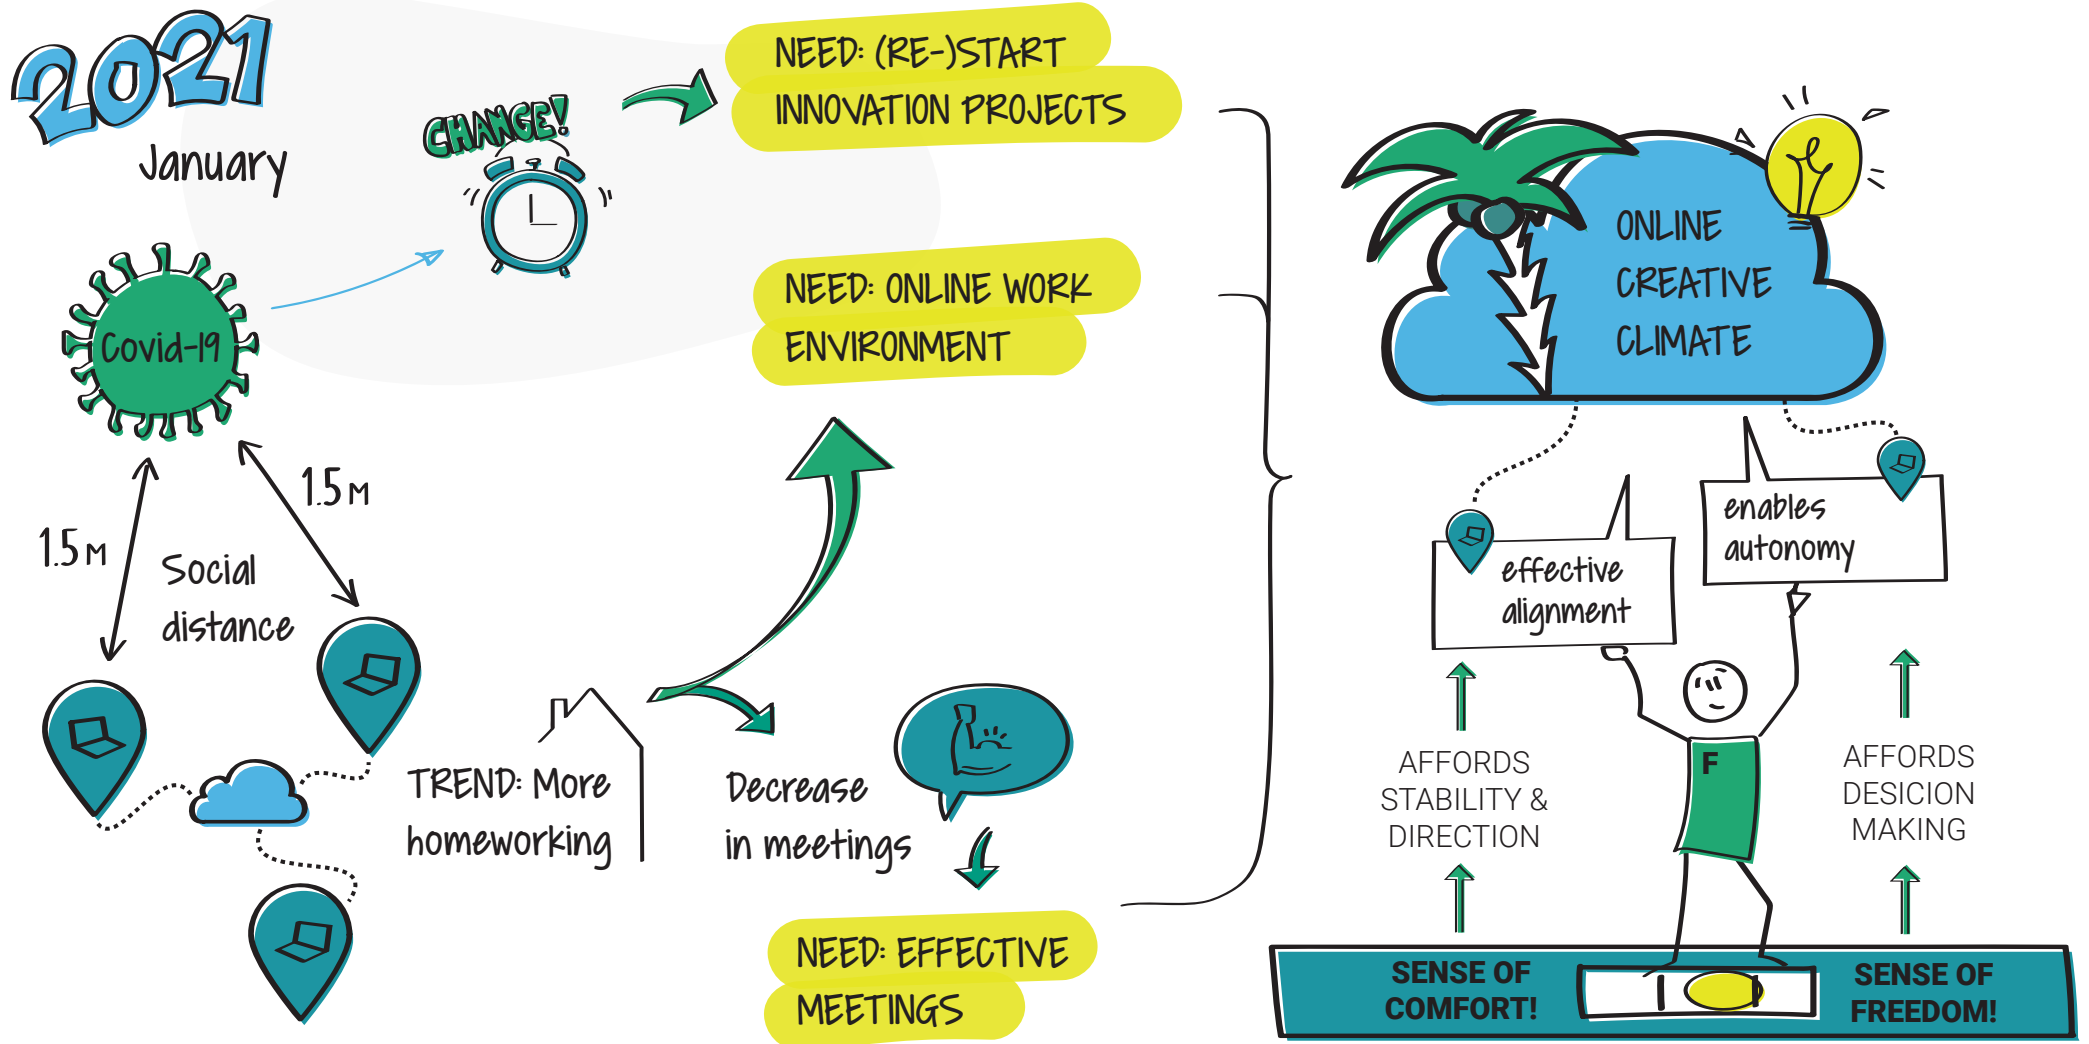 2021
January
CHANGE!
Covid-19
1.5 M
1.5 M
Social
distance
TREND: More
homeworking
Decrease
in meetings
NEED: (RE-)START
INNOVATION PROJECTS
NEED: ONLINE WORK
ENVIRONMENT
NEED: EFFECTIVE
MEETINGS
ONLINE
CREATIVE
CLIMATE
effective
alignment
enables
autonomy
F
AFFORDS
STABILITY &
DIRECTION
AFFORDS
DESICION
MAKING
SENSE OF
COMFORT!
SENSE OF
FREEDOM!